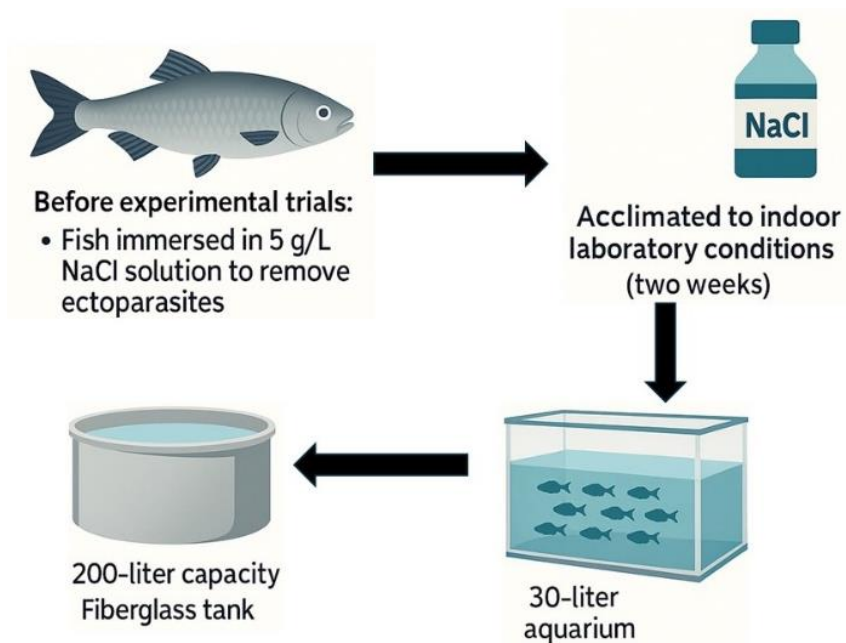 Before experimental trials:
• Fish immersed in 5 g/L
NaCl solution to remove
ectoparasites
NaCl
Acclimated to indoor
laboratory conditions
(two weeks)
200-liter capacity
Fiberglass tank
30-liter
aquarium